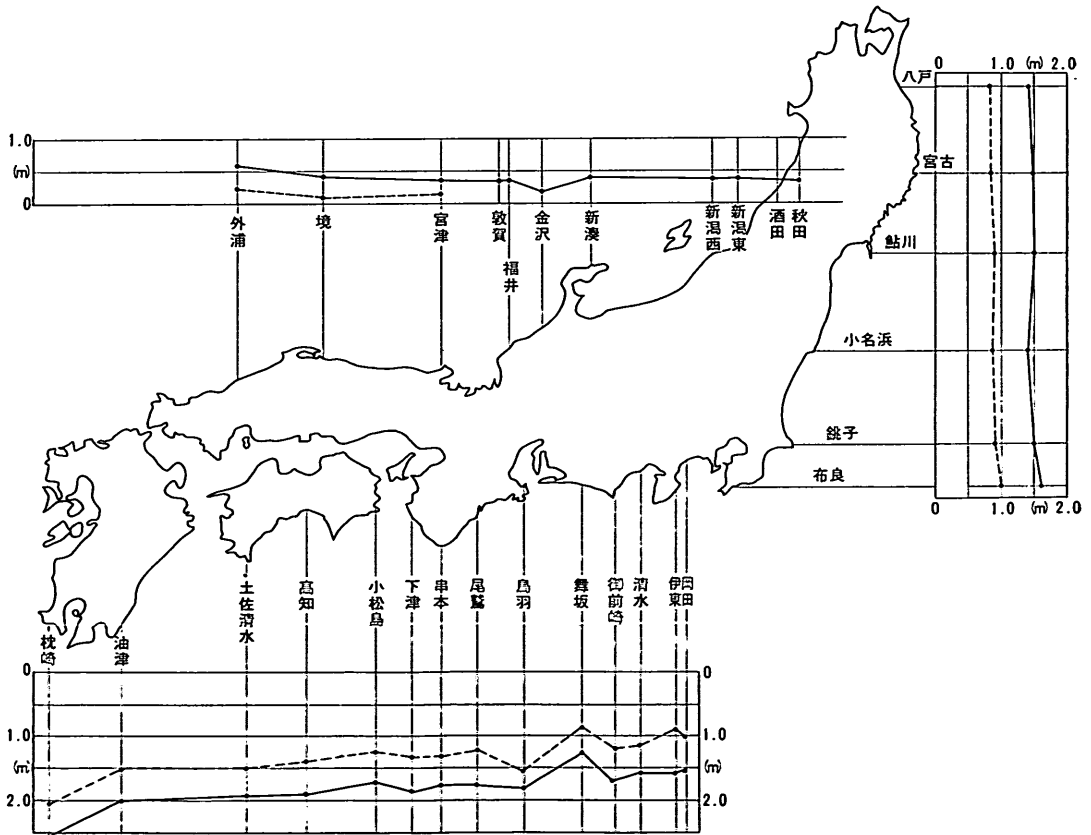 0 1.0 (m) 2.0
八戸
宮古
鮎川
小名浜
銚子
布良
0 1.0 (m) 2.0
1.0
(m)
0
外浦
境
宮津
敦賀
福井
金沢
新湊
新潟西
新潟東
酒田
秋田
枕崎
油津
土佐清水
高知
小松島
下津
串本
尾鷲
鳥羽
舞坂
御前崎
清水
伊東
0
1.0
(m)
2.0
0
1.0
(m)
2.0